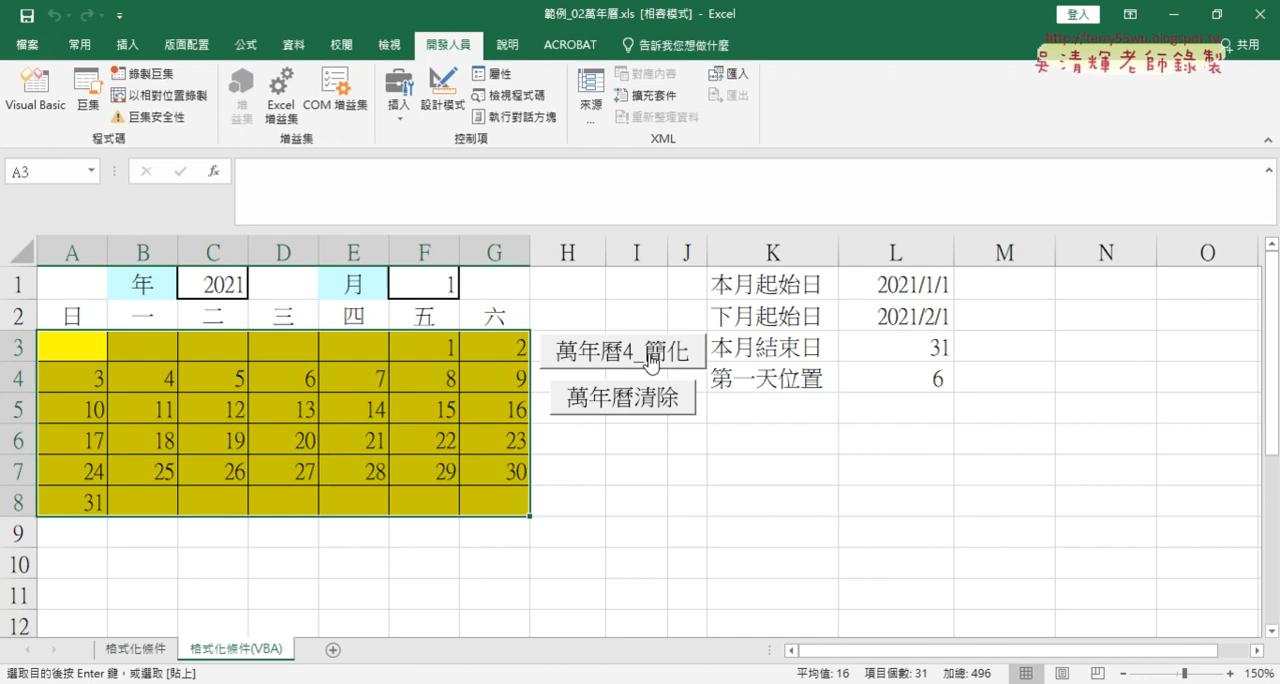 範例_02萬年曆.xls [相容模式] - Excel
登入
http://terry55wu.blogspot.tw
吳清輝老師錄製
檔案 常用 插入 版面配置 公式 資料 校閱 檢視 開發人員 說明 ACROBAT 告訴我您想做什麼 共用
Visual Basic 巨集 錄製巨集 以相對位置錄製 巨集安全性
程式碼
增益集 Excel 增益集 COM 增益集
增益集
插入 設計模式 屬性 檢視程式碼 執行對話方塊
控制項
來源... 對應內容 擴充套件 重新整理資料 匯入 匯出
XML
A3 fx
A B C D E F G H I J K L M N O
1 年 2021 月 1 本月起始日 2021/1/1
2 日 一 二 三 四 五 六 下月起始日 2021/2/1
3 1 2 萬年曆4_簡化 本月結束日 31
4 3 4 5 6 7 8 9 萬年曆清除 第一天位置 6
5 10 11 12 13 14 15 16
6 17 18 19 20 21 22 23
7 24 25 26 27 28 29 30
8 31
9
10
11
12
格式化條件 格式化條件(VBA)
選取目的後按 Enter 鍵，或選取 [貼上] 平均值: 16 項目個數: 31 加總: 496 150%